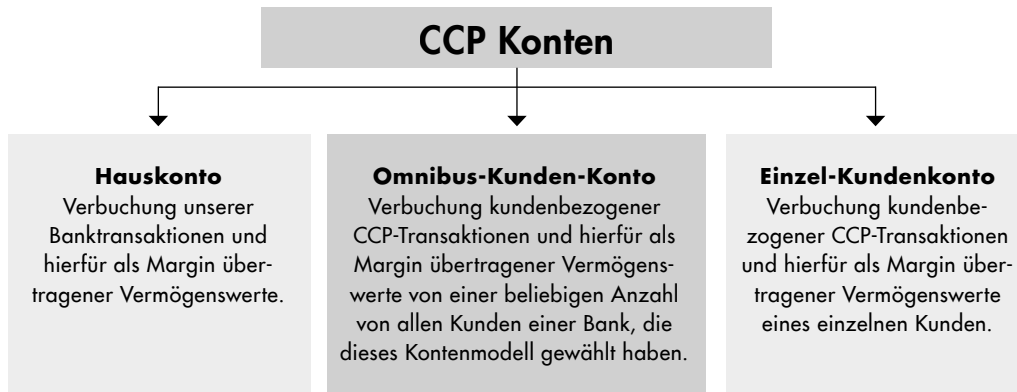 CCP Konten
Hauskonto
Verbuchung unserer
Banktransaktionen und
hierfür als Margin über-
tragener Vermögenswerte.
Omnibus-Kunden-Konto
Verbuchung kundenbezogener
CCP-Transaktionen und hierfür als
Margin übertragener Vermögens-
werte von einer beliebigen Anzahl
von allen Kunden einer Bank, die
dieses Kontenmodell gewählt haben.
Einzel-Kundenkonto
Verbuchung kundenbe-
zogener CCP-Transaktionen
und hierfür als Margin über-
tragener Vermögenswerte
eines einzelnen Kunden.